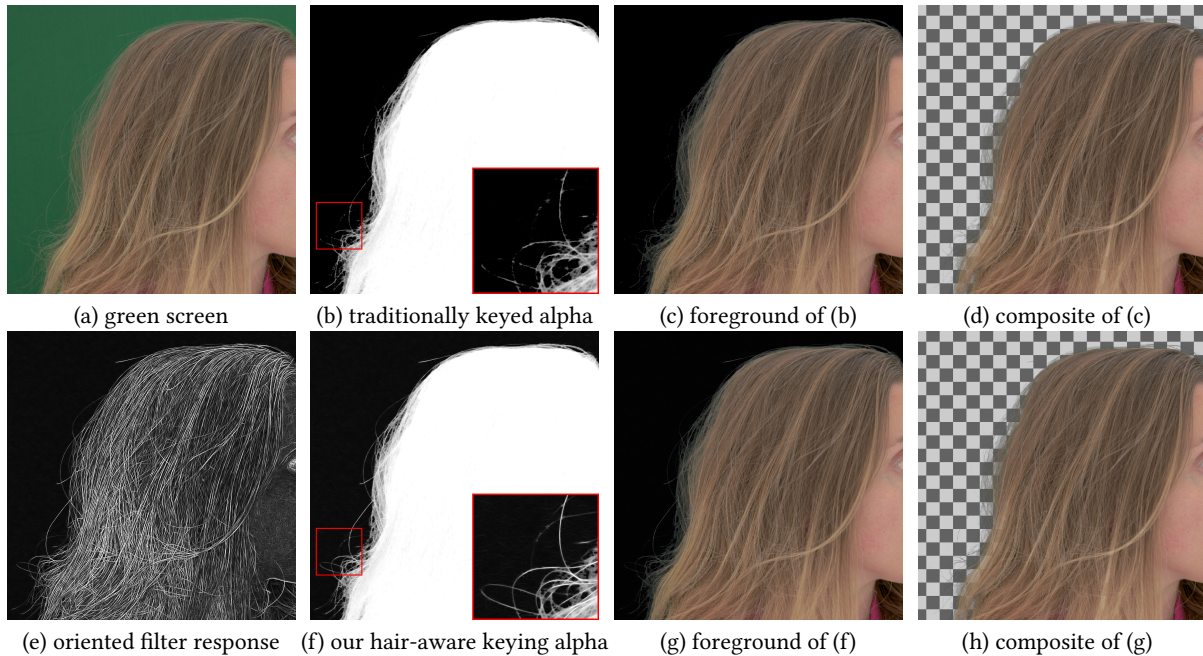 (a) green screen
(b) traditionally keyed alpha
(c) foreground of (b)
(d) composite of (c)
(e) oriented filter response
(f) our hair-aware keying alpha
(g) foreground of (f)
(h) composite of (g)